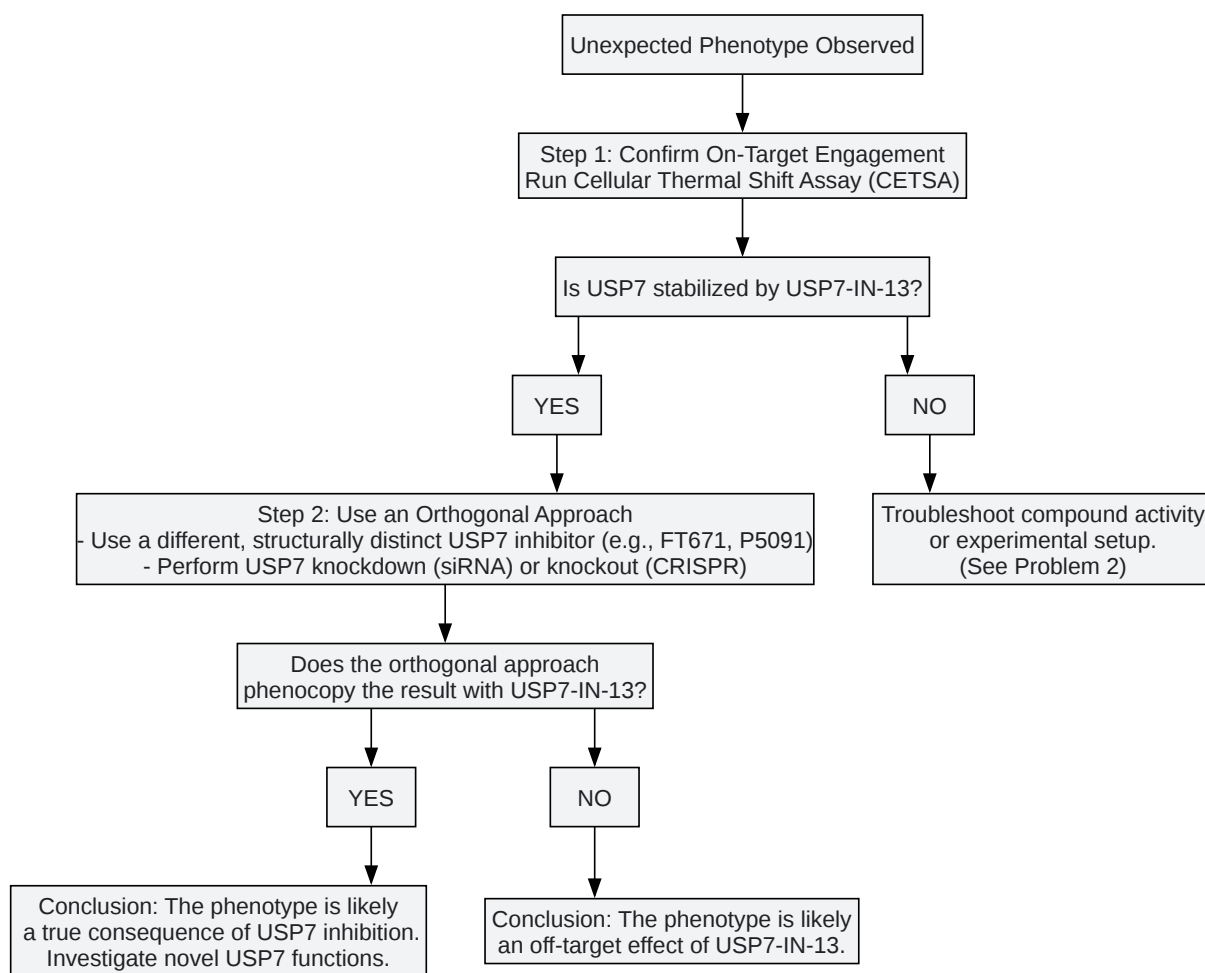 Unexpected Phenotype Observed
Step 1: Confirm On-Target Engagement
Run Cellular Thermal Shift Assay (CETSA)
Is USP7 stabilized by USP7-IN-13?
YES
NO
Step 2: Use an Orthogonal Approach
- Use a different, structurally distinct USP7 inhibitor (e.g., FT671, P5091)
- Perform USP7 knockdown (siRNA) or knockout (CRISPR)
Troubleshoot compound activity
or experimental setup.
(See Problem 2)
Does the orthogonal approach
phenocopy the result with USP7-IN-13?
YES
NO
Conclusion: The phenotype is likely
a true consequence of USP7 inhibition.
Investigate novel USP7 functions.
Conclusion: The phenotype is likely
an off-target effect of USP7-IN-13.